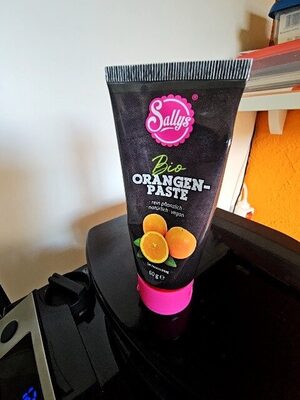 Sallys
®
Bio
ORANGEN-
PASTE
rein pflanzlich
natürlich vegan
60 g ℮